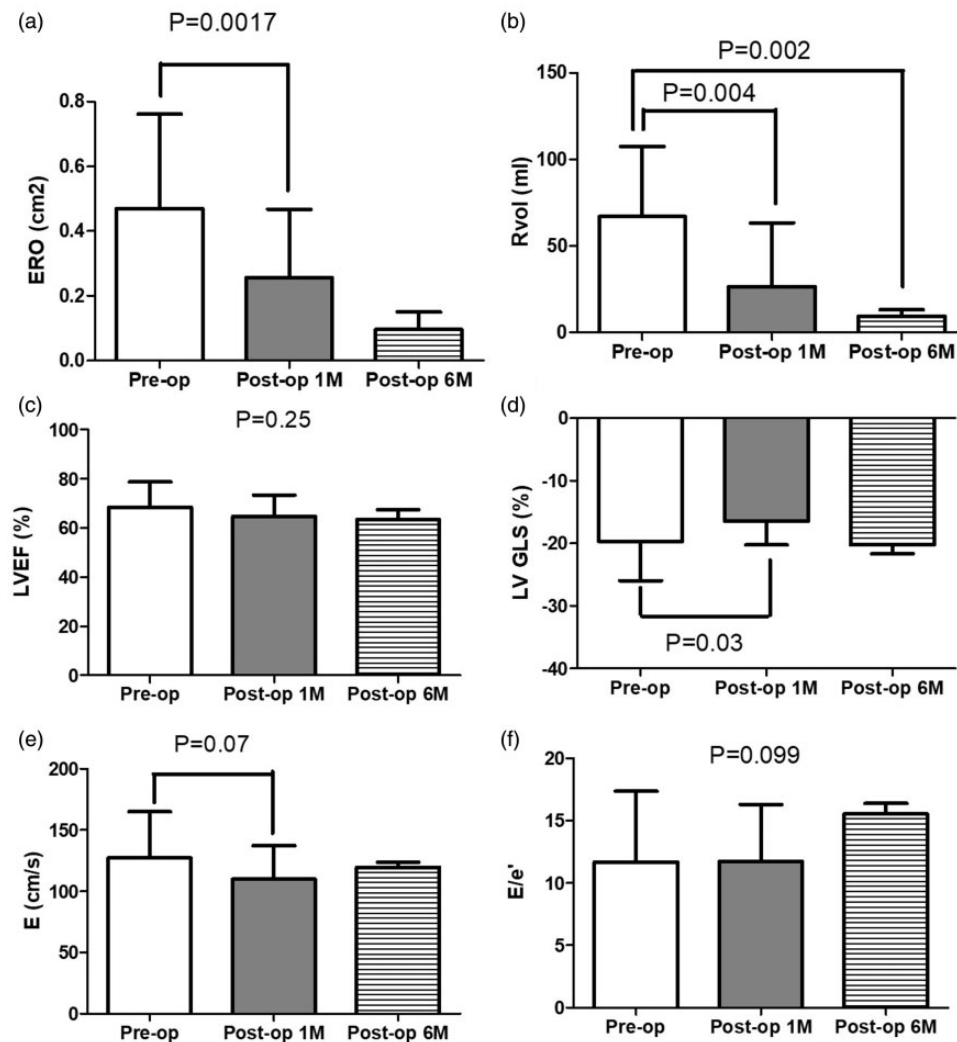 (a)
P=0.0017
ERO (cm2)
0.8
0.6
0.4
0.2
0.0
Pre-op Post-op 1M Post-op 6M
(b)
P=0.002
P=0.004
Rvol (ml)
150
100
50
0
Pre-op Post-op 1M Post-op 6M
(c)
P=0.25
LVEF (%)
100
80
60
40
20
0
Pre-op Post-op 1M Post-op 6M
(d)
LV GLS (%)
0
-10
-20
-30
-40
P=0.03
Pre-op Post-op 1M Post-op 6M
(e)
P=0.07
E (cm/s)
200
150
100
50
0
Pre-op Post-op 1M Post-op 6M
(f)
P=0.099
E/e'
20
15
10
5
0
Pre-op Post-op 1M Post-op 6M